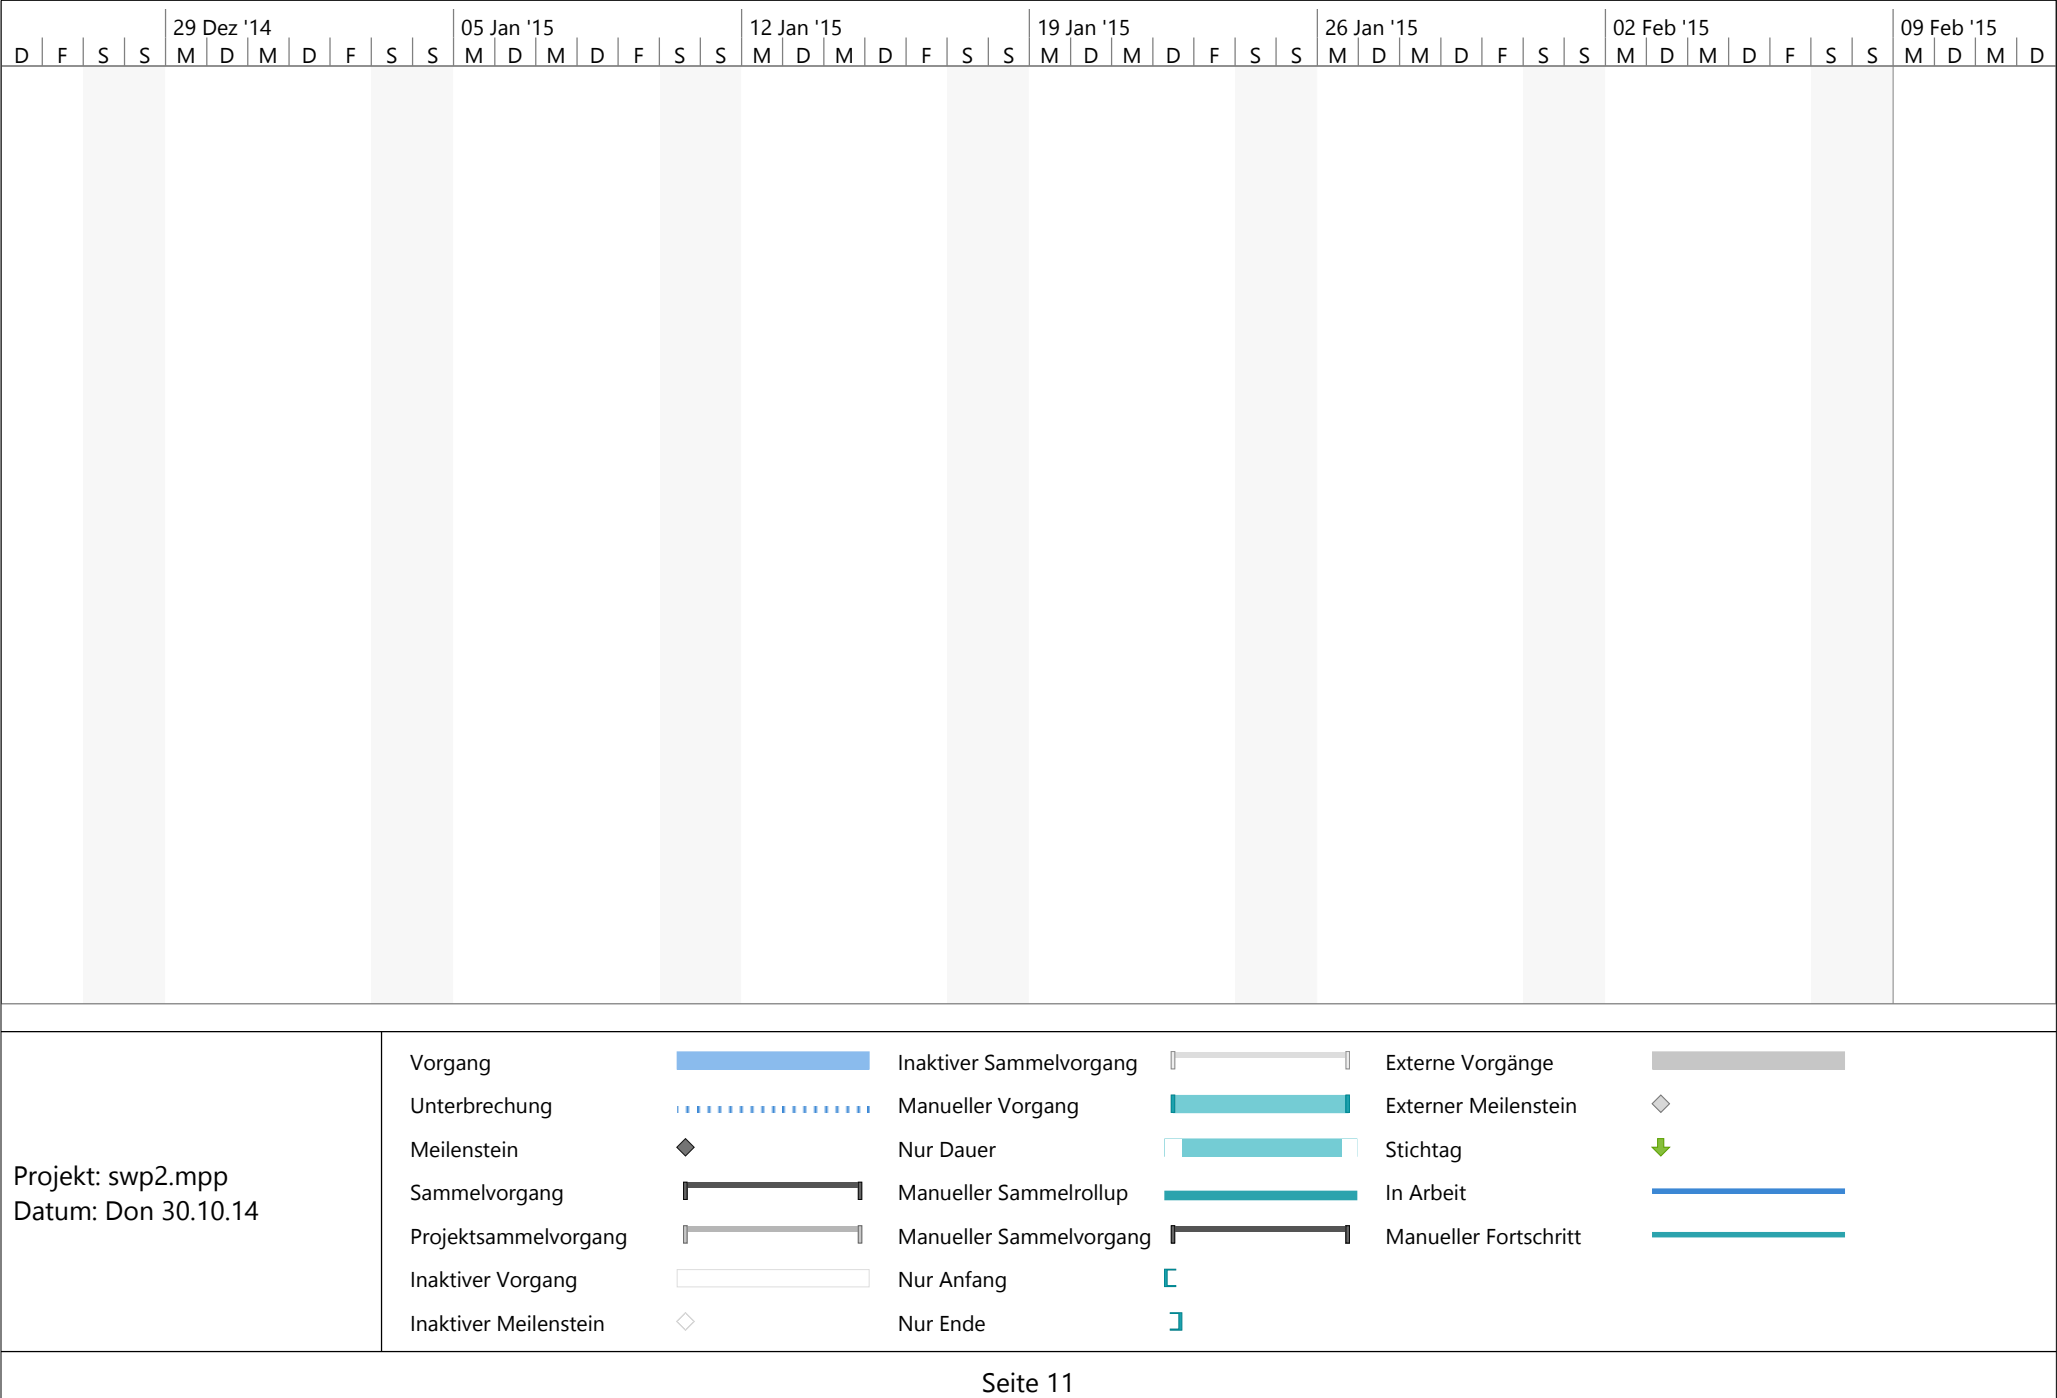 29 Dez '14 05 Jan '15 12 Jan '15 19 Jan '15 26 Jan '15 02 Feb '15 09 Feb '15
D F S S M D M D F S S M D M D F S S M D M D F S S M D M D F S S M D M D F S S M D M D F S S M D M D
Vorgang Inaktiver Sammelvorgang Externe Vorgänge
Unterbrechung Manueller Vorgang Externer Meilenstein
Meilenstein Nur Dauer Stichtag
Projekt: swp2.mpp
Datum: Don 30.10.14
Sammelvorgang Manueller Sammelrollup In Arbeit
Projektsammelvorgang Manueller Sammelvorgang Manueller Fortschritt
Inaktiver Vorgang Nur Anfang
Inaktiver Meilenstein Nur Ende
Seite 11